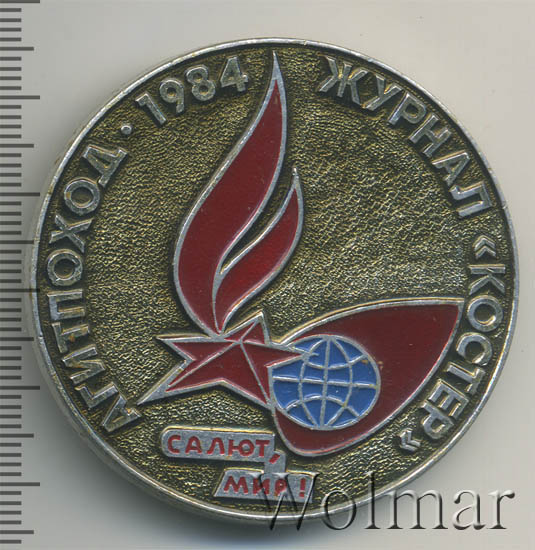 АГИТПОХОД · 1984
ЖУРНАЛ «КОСТЕР»
САЛЮТ,
МИР!
Wolmar